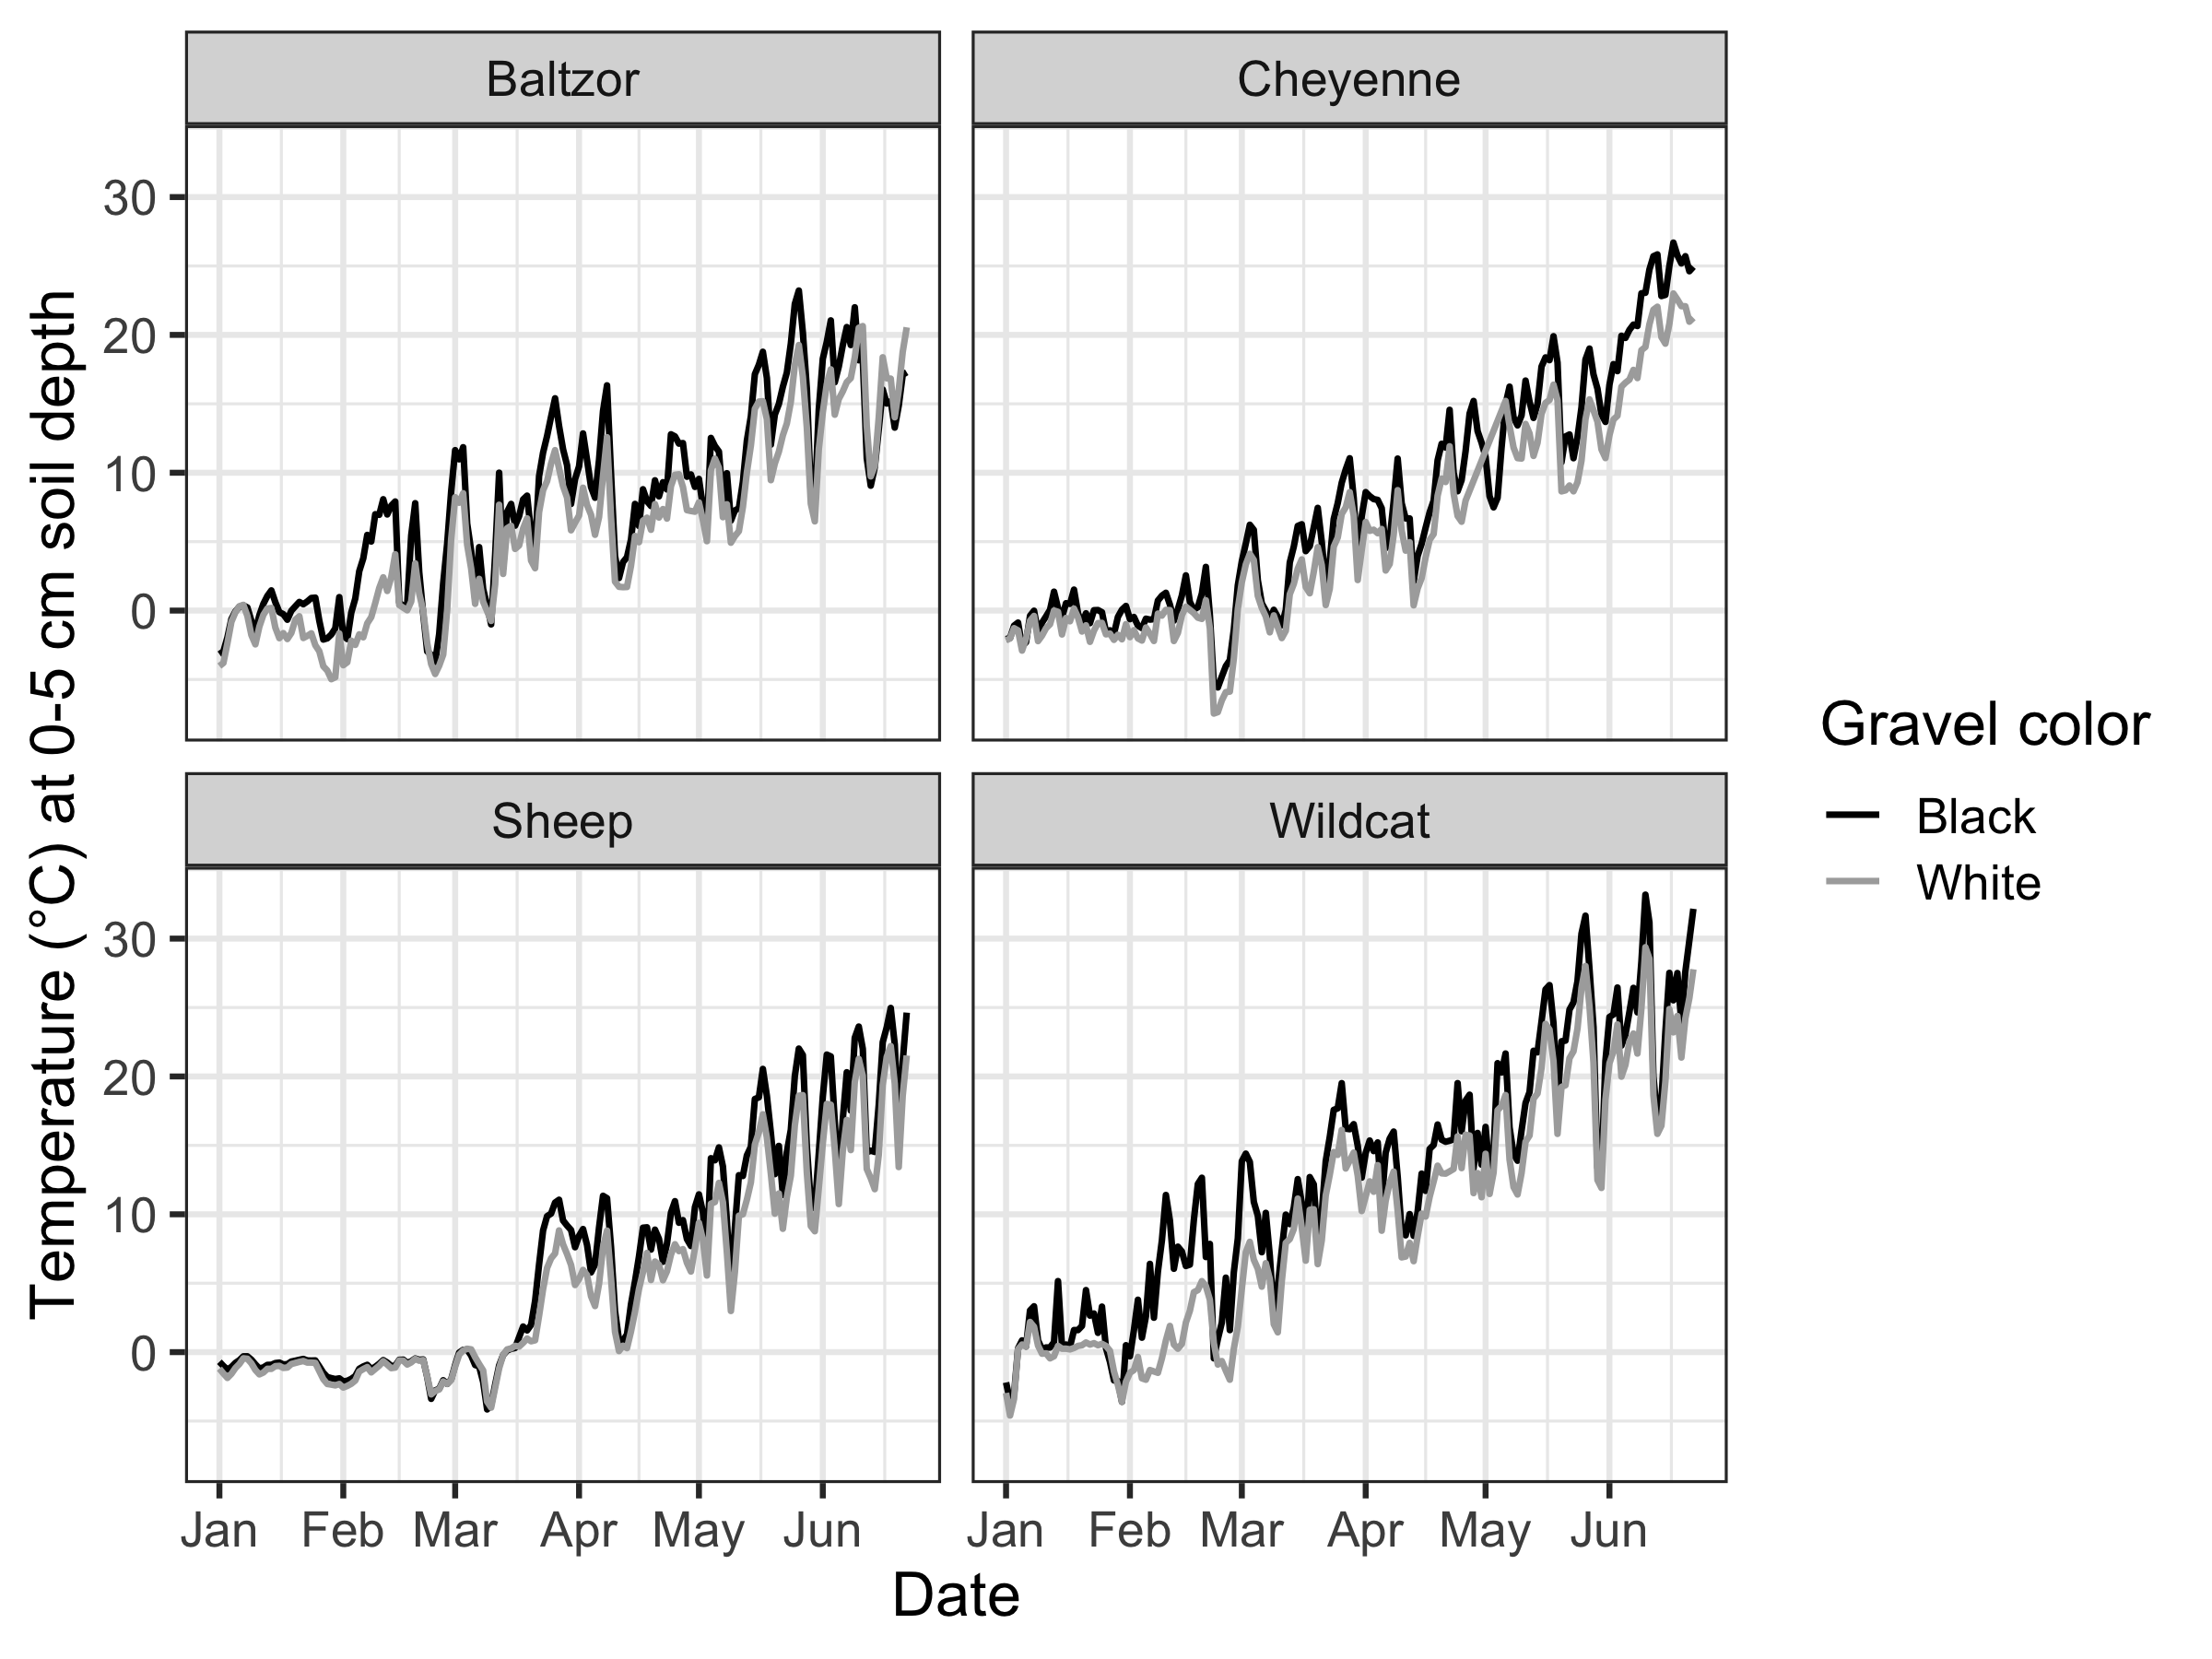 Baltzor
Cheyenne
30
20
10
0
Sheep
Wildcat
30
20
10
0
Jan Feb Mar Apr May Jun
Jan Feb Mar Apr May Jun
Date
Temperature (°C) at 0-5 cm soil depth
Gravel color
Black
White